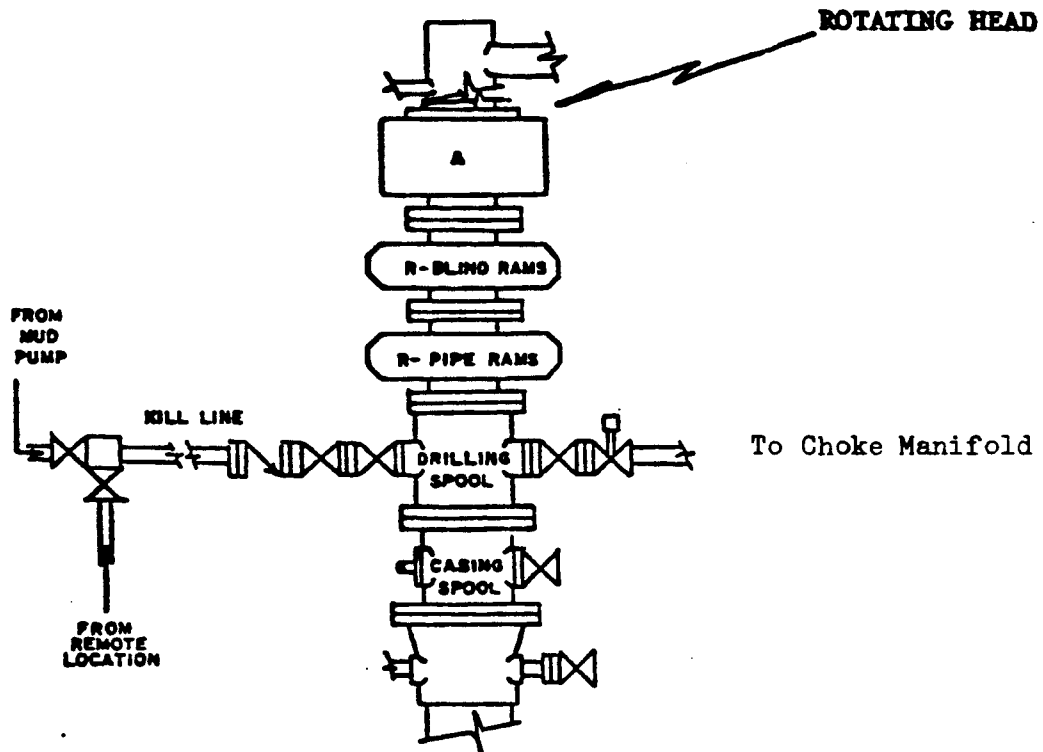 ROTATING HEAD
A
R-BLIND RAMS
R- PIPE RAMS
FROM
MUD
PUMP
KILL LINE
DRILLING
SPOOL
To Choke Manifold
CASING
SPOOL
FROM
REMOTE
LOCATION